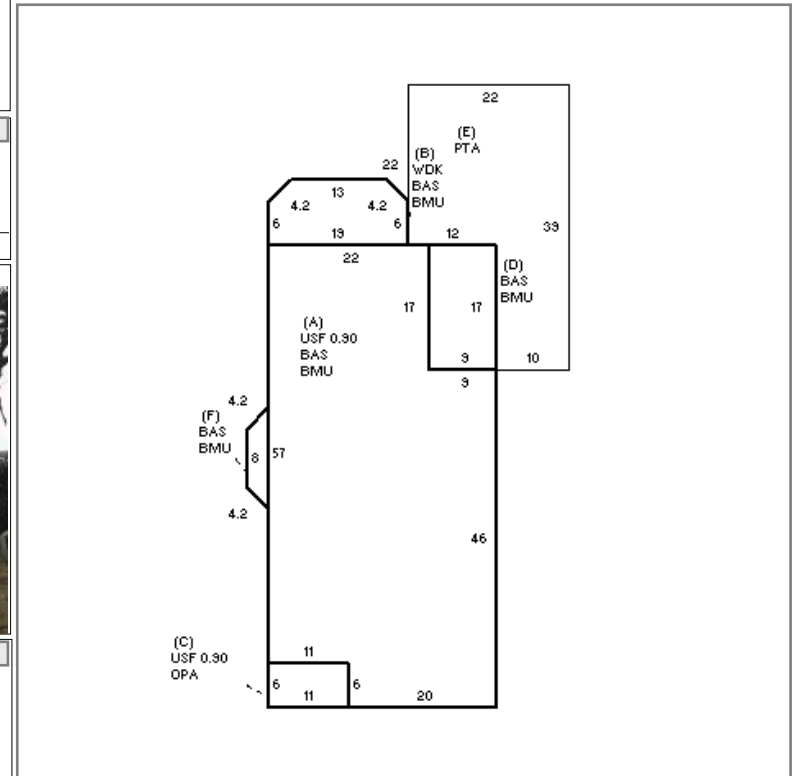 22
(E)
PTA
(B)
WDK
BAS
BMU
22
13
4.2
4.2
6
6
19
12
39
22
(D)
BAS
BMU
17
17
(A)
USF 0.90
BAS
BMU
9
10
9
4.2
(F)
BAS
BMU
8
57
4.2
46
(C)
USF 0.90
OPA
11
6
6
11
20